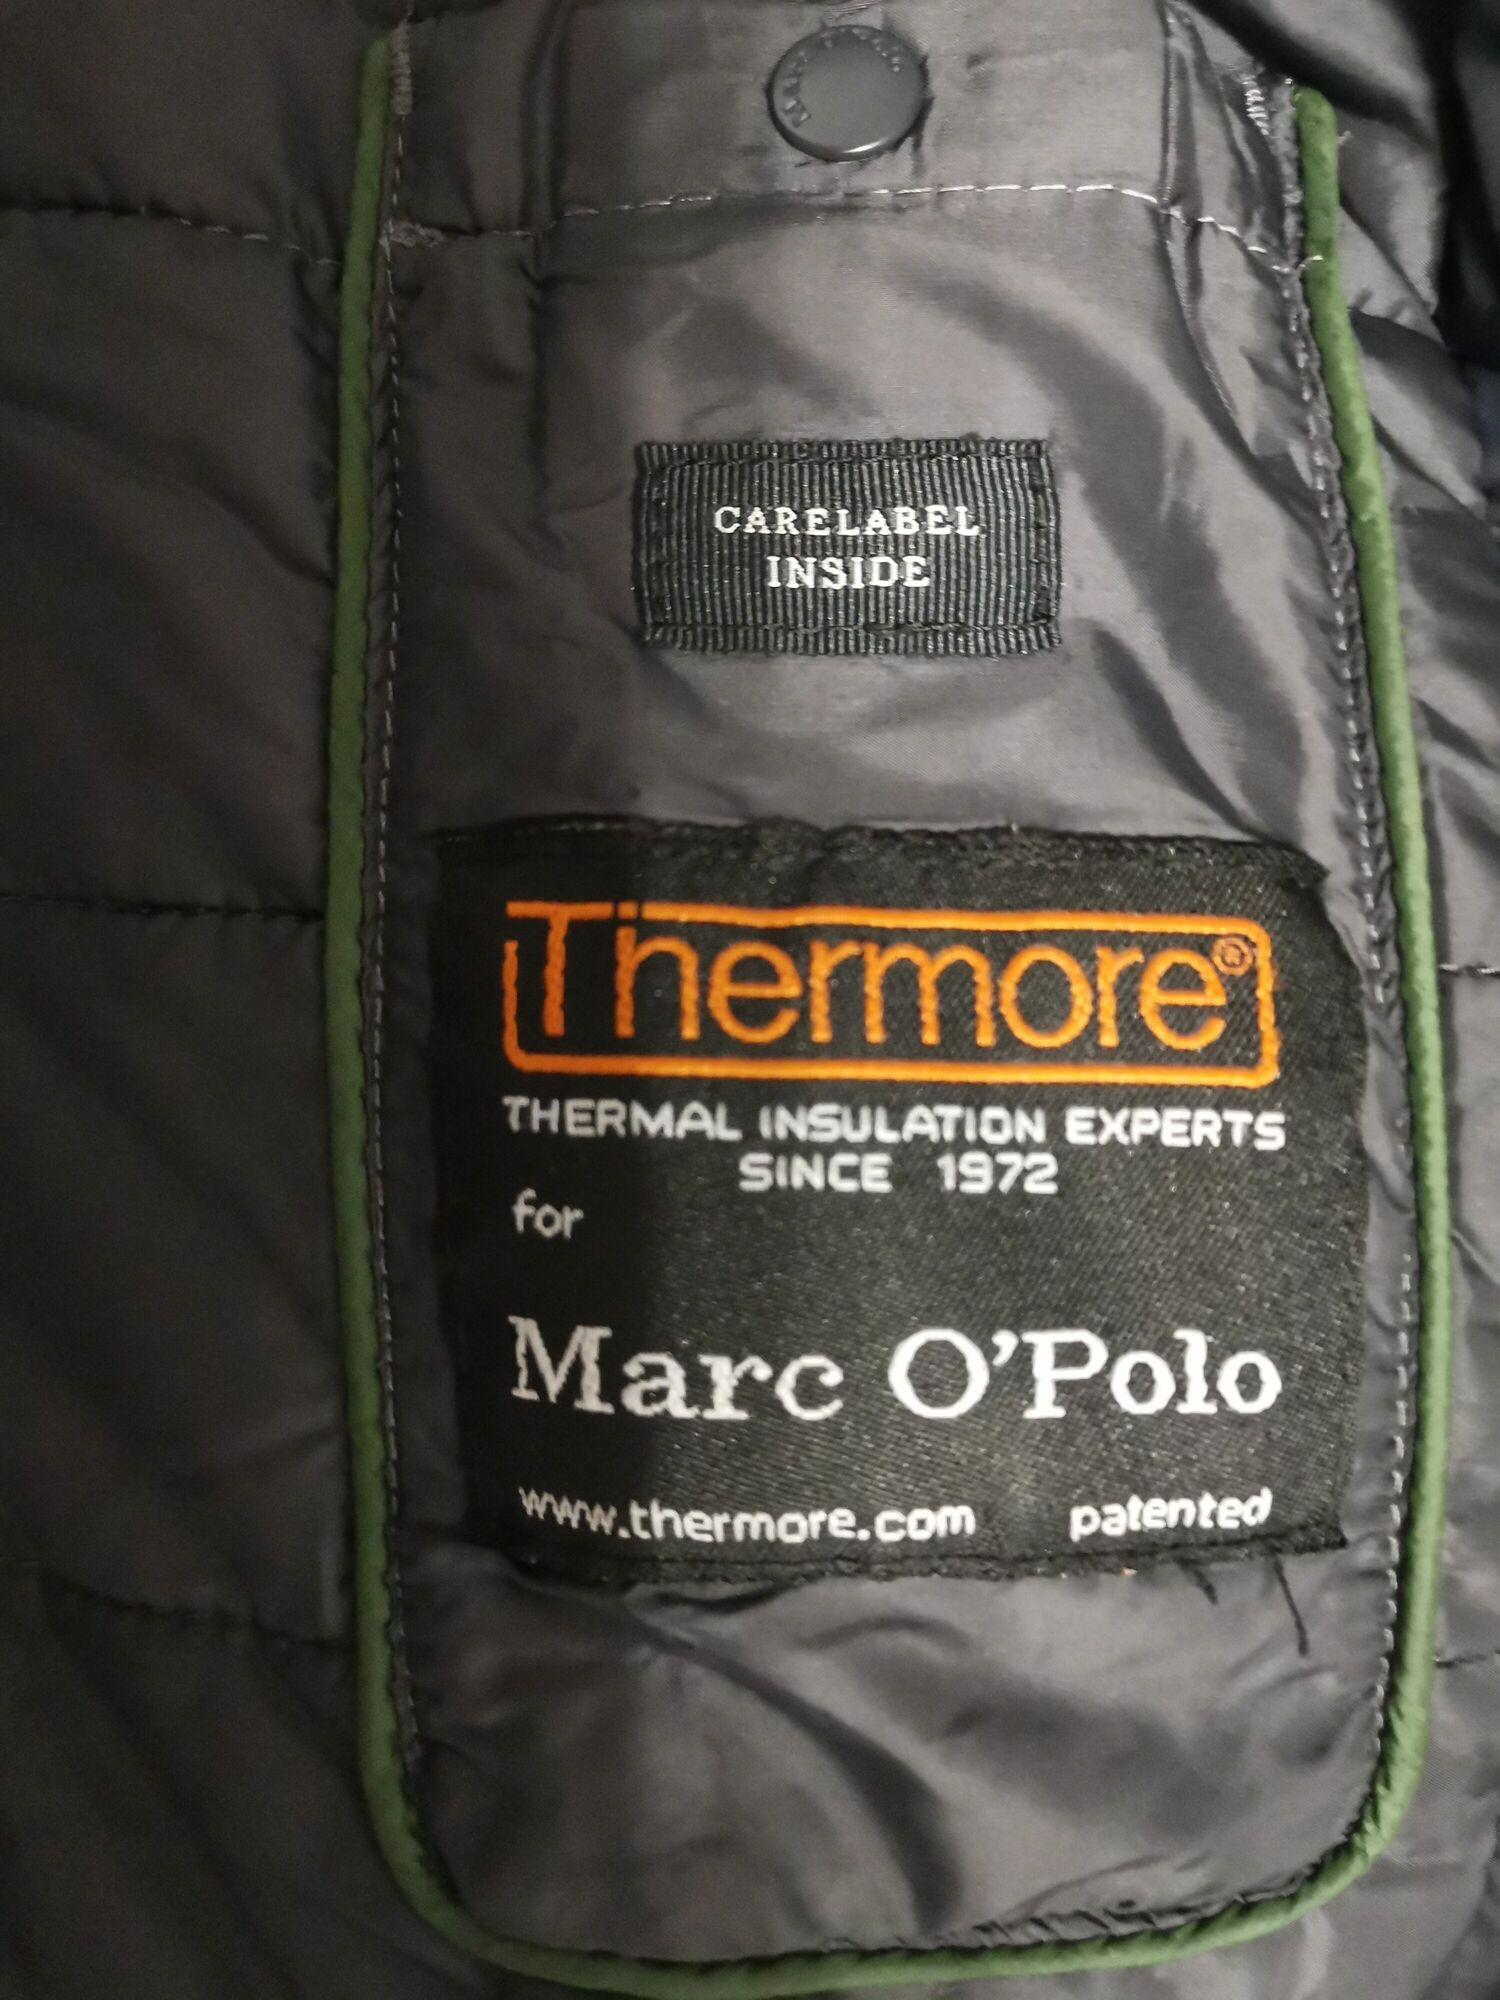 CARELABEL
INSIDE
Thermore®
THERMAL INSULATION EXPERTS
SINCE 1972
for
Marc O'Polo
www.thermore.com patented